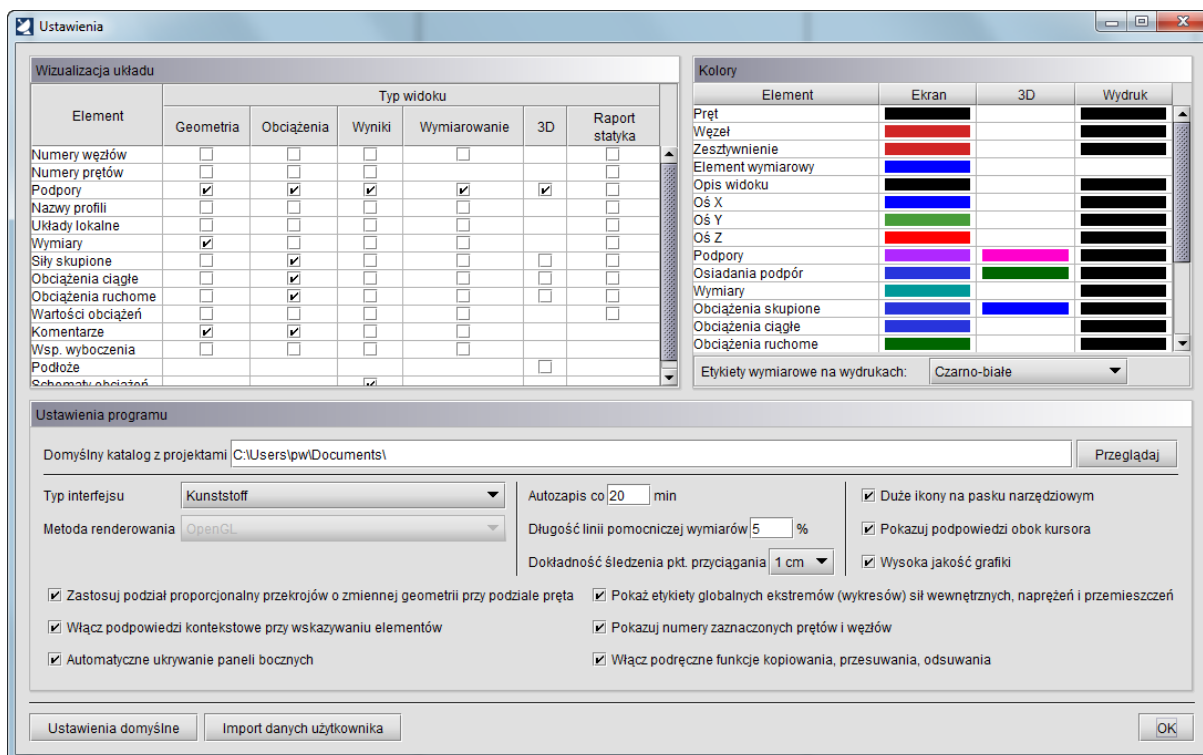 Ustawienia
Wizualizacja układu
Element
Typ widoku
Geometria Obciążenia Wyniki Wymiarowanie 3D Raport statyka
Numery węzłów
Numery prętów
Podpory
Nazwy profili
Układy lokalne
Wymiary
Siły skupione
Obciążenia ciągłe
Obciążenia ruchome
Wartości obciążeń
Komentarze
Wsp. wyboczenia
Podłoże
Schematy obciążeń
Kolory
Element Ekran 3D Wydruk
Pręt
Węzeł
Zesztywnienie
Element wymiarowy
Opis widoku
Oś X
Oś Y
Oś Z
Podpory
Osiadania podpór
Wymiary
Obciążenia skupione
Obciążenia ciągłe
Obciążenia ruchome
Etykiety wymiarowe na wydrukach: Czarno-białe
Ustawienia programu
Domyślny katalog z projektami C:\Users\pw\Documents\ Przeglądaj
Typ interfejsu Kunststoff
Metoda renderowania OpenGL
Autozapis co 20 min
Długość linii pomocniczej wymiarów 5 %
Dokładność śledzenia pkt. przyciągania 1 cm
Duże ikony na pasku narzędziowym
Pokazuj podpowiedzi obok kursora
Wysoka jakość grafiki
Zastosuj podział proporcjonalny przekrojów o zmiennej geometrii przy podziale pręta
Włącz podpowiedzi kontekstowe przy wskazywaniu elementów
Automatyczne ukrywanie paneli bocznych
Pokaż etykiety globalnych ekstremów (wykresów) sił wewnętrznych, naprężeń i przemieszczeń
Pokazuj numery zaznaczonych prętów i węzłów
Włącz podręczne funkcje kopiowania, przesuwania, odsuwania
Ustawienia domyślne Import danych użytkownika OK